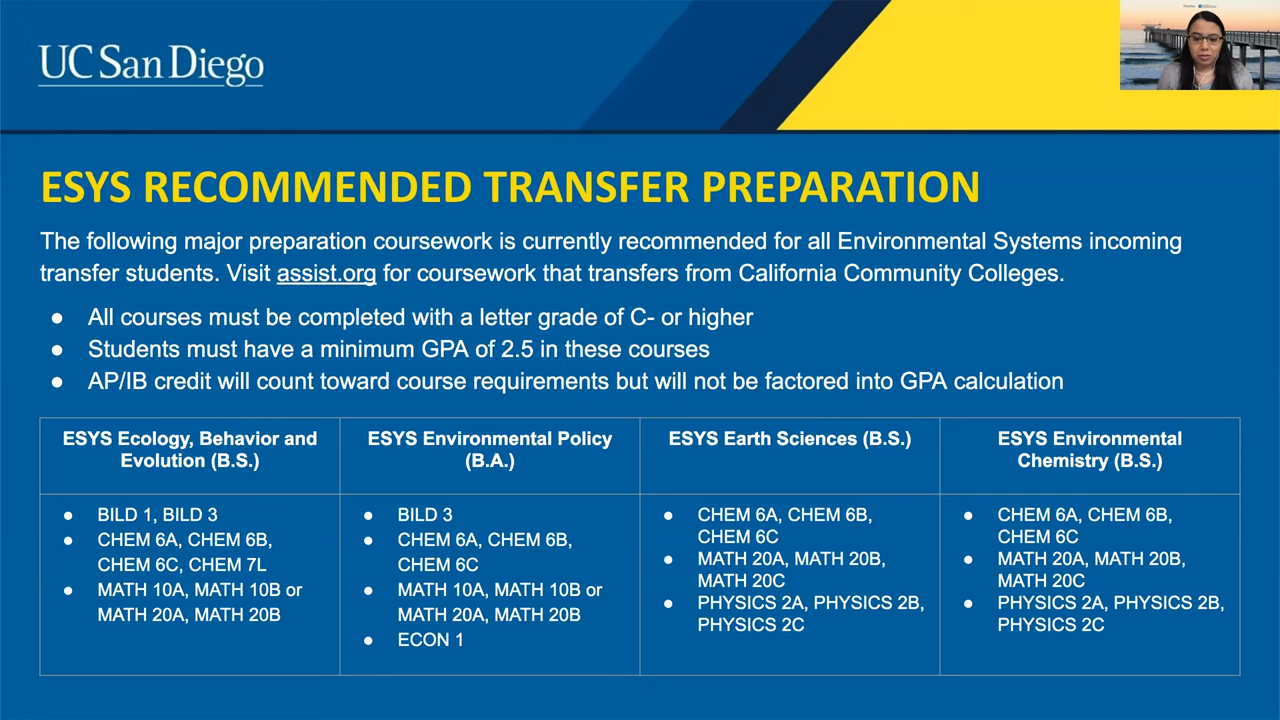 UC San Diego
ESYS RECOMMENDED TRANSFER PREPARATION
The following major preparation coursework is currently recommended for all Environmental Systems incoming
transfer students. Visit assist.org for coursework that transfers from California Community Colleges.
● All courses must be completed with a letter grade of C- or higher
● Students must have a minimum GPA of 2.5 in these courses
● AP/IB credit will count toward course requirements but will not be factored into GPA calculation
ESYS Ecology, Behavior and
Evolution (B.S.)
● BILD 1, BILD 3
● CHEM 6A, CHEM 6B,
CHEM 6C, CHEM 7L
● MATH 10A, MATH 10B or
MATH 20A, MATH 20B
ESYS Environmental Policy
(B.A.)
● BILD 3
● CHEM 6A, CHEM 6B,
CHEM 6C
● MATH 10A, MATH 10B or
MATH 20A, MATH 20B
● ECON 1
ESYS Earth Sciences (B.S.)
● CHEM 6A, CHEM 6B,
CHEM 6C
● MATH 20A, MATH 20B,
MATH 20C
● PHYSICS 2A, PHYSICS 2B,
PHYSICS 2C
ESYS Environmental
Chemistry (B.S.)
● CHEM 6A, CHEM 6B,
CHEM 6C
● MATH 20A, MATH 20B,
MATH 20C
● PHYSICS 2A, PHYSICS 2B,
PHYSICS 2C